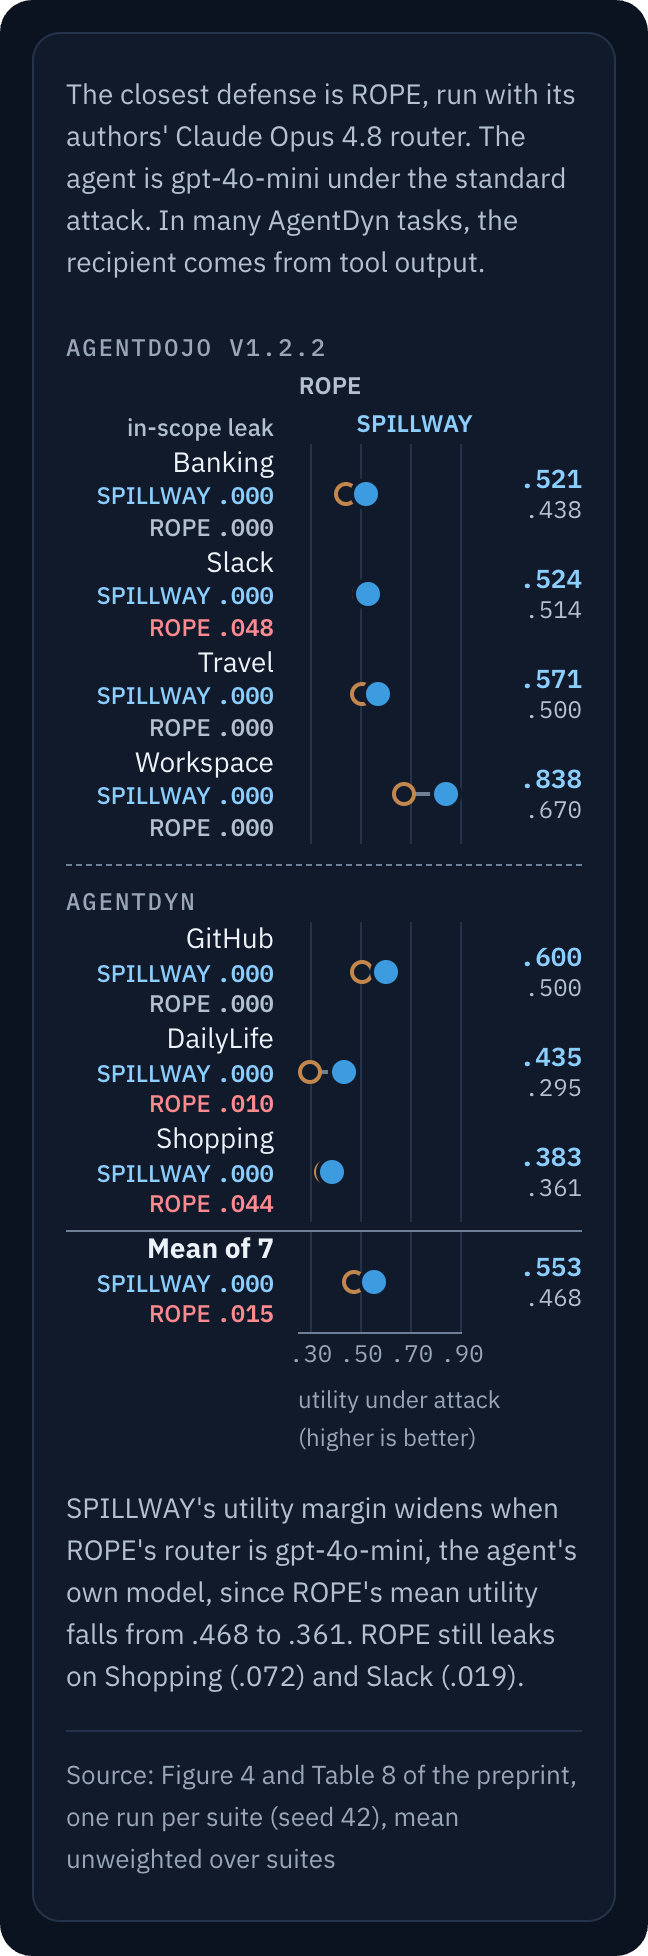 The closest defense is ROPE, run with its
authors' Claude Opus 4.8 router. The
agent is gpt-4o-mini under the standard
attack. In many AgentDyn tasks, the
recipient comes from tool output.
AGENTDOJO V1.2.2
ROPE
in-scope leak SPILLWAY
Banking
SPILLWAY .000 .521
ROPE .000 .438
Slack
SPILLWAY .000 .524
ROPE .048 .514
Travel
SPILLWAY .000 .571
ROPE .000 .500
Workspace
SPILLWAY .000 .838
ROPE .000 .670
AGENTDYN
GitHub
SPILLWAY .000 .600
ROPE .000 .500
DailyLife
SPILLWAY .000 .435
ROPE .010 .295
Shopping
SPILLWAY .000 .383
ROPE .044 .361
Mean of 7
SPILLWAY .000 .553
ROPE .015 .468
.30 .50 .70 .90
utility under attack
(higher is better)
SPILLWAY's utility margin widens when
ROPE's router is gpt-4o-mini, the agent's
own model, since ROPE's mean utility
falls from .468 to .361. ROPE still leaks
on Shopping (.072) and Slack (.019).
Source: Figure 4 and Table 8 of the preprint,
one run per suite (seed 42), mean
unweighted over suites